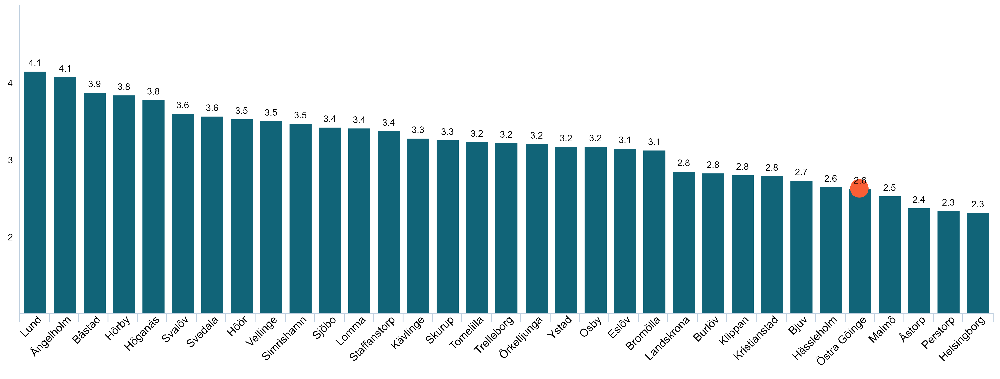 4.1
4.1
3.9
3.8
3.8
3.6
3.6
3.5
3.5
3.5
3.4
3.4
3.4
3.3
3.3
3.2
3.2
3.2
3.2
3.2
3.1
3.1
2.8
2.8
2.8
2.8
2.7
2.6
2.6
2.5
2.4
2.3
2.3
4
3
2
Lund
Ängelholm
Båstad
Hörby
Höganäs
Svalöv
Svedala
Höör
Vellinge
Simrishamn
Sjöbo
Lomma
Staffanstorp
Kävlinge
Skurup
Tomelilla
Trelleborg
Örkelljunga
Ystad
Osby
Eslöv
Bromölla
Landskrona
Burlöv
Klippan
Kristianstad
Bjuv
Hässleholm
Östra Göinge
Malmö
Åstorp
Perstorp
Helsingborg